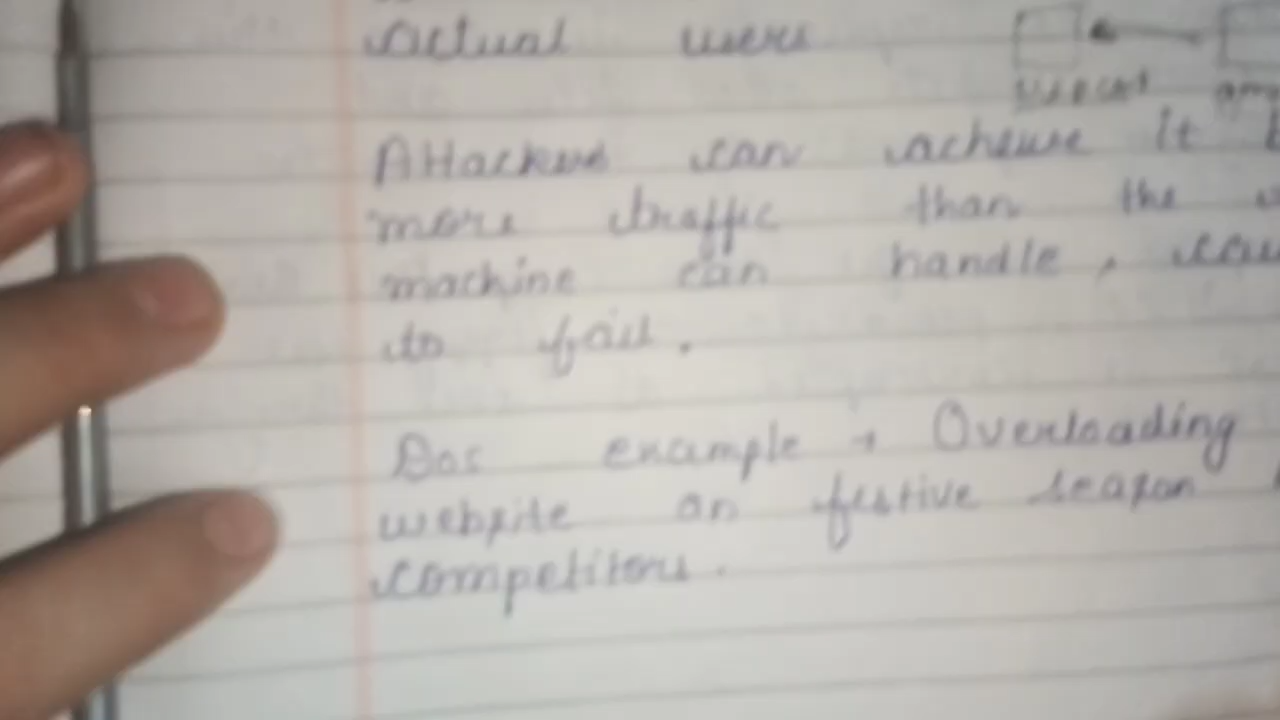 actual users
Attackers can achieve it
more traffic than the
machine can handle,
to fail.
Dos example → Overloading
website on festive season
competitors.